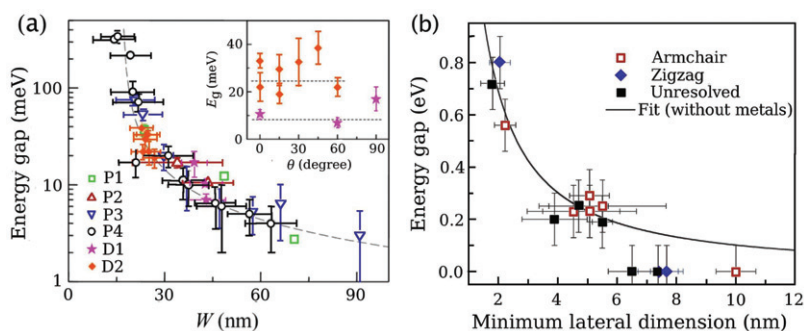 (a)
Energy gap (meV)
100
10
1
0
30
60
90
W (nm)
P1
P2
P3
P4
D1
D2
Eg (meV)
40
20
0
0
30
60
90
θ (degree)
(b)
Energy gap (eV)
0.8
0.6
0.4
0.2
0.0
2
4
6
8
10
12
Minimum lateral dimension (nm)
Armchair
Zigzag
Unresolved
Fit (without metals)